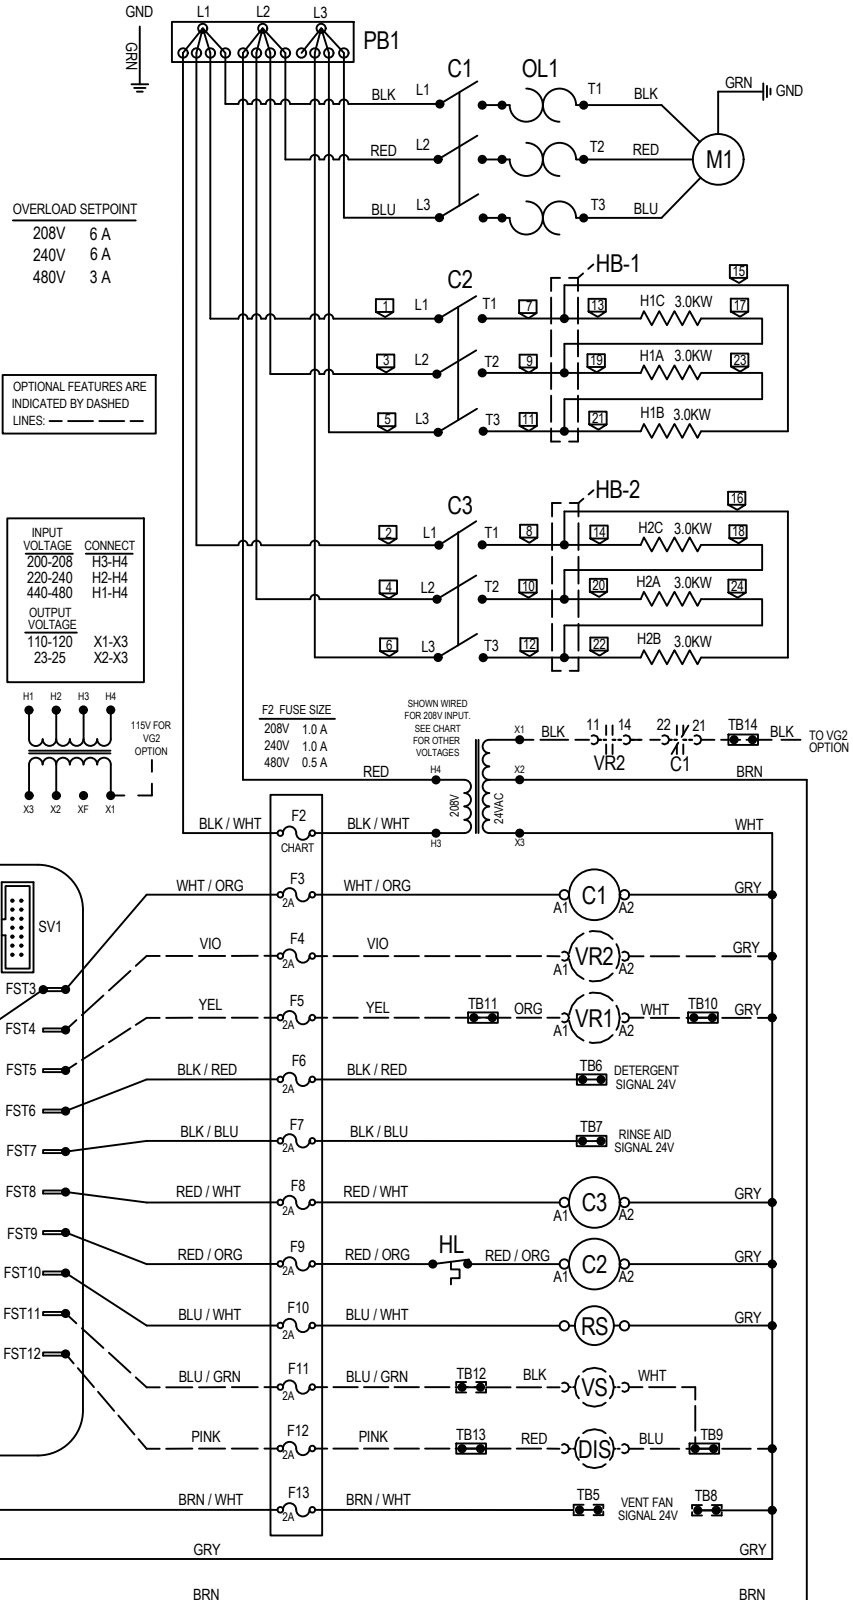 GND L1 L2 L3
GRN
PB1
C1 OL1
BLK L1 T1 BLK GRN GND
RED L2 T2 RED M1
BLU L3 T3 BLU
OVERLOAD SETPOINT
208V 6 A
240V 6 A
480V 3 A
HB-1
C2 15
1 L1 T1 7 13 H1C 3.0KW 17
3 L2 T2 9 19 H1A 3.0KW 23
5 L3 T3 11 21 H1B 3.0KW
OPTIONAL FEATURES ARE
INDICATED BY DASHED
LINES:
HB-2
C3 16
2 L1 T1 8 14 H2C 3.0KW 18
4 L2 T2 10 20 H2A 3.0KW 24
6 L3 T3 12 22 H2B 3.0KW
INPUT
VOLTAGE CONNECT
200-208 H3-H4
220-240 H2-H4
440-480 H1-H4
OUTPUT
VOLTAGE
110-120 X1-X3
23-25 X2-X3
H1 H2 H3 H4
115V FOR
VG2
OPTION
X3 X2 XF X1
F2 FUSE SIZE
208V 1.0 A
240V 1.0 A
480V 0.5 A
SHOWN WIRED
FOR 208V INPUT.
SEE CHART
FOR OTHER
VOLTAGES
X1 BLK 11 14 22 21 TB14 BLK TO VG2
OPTION
VR2 C1
RED H4 X2 BRN
208V 24VAC
BLK / WHT F2 BLK / WHT H3 X3 WHT
CHART
WHT / ORG F3 2A WHT / ORG A1 C1 A2 GRY
SV1
VIO F4 2A VIO A1 VR2 A2 GRY
FST3
YEL F5 2A YEL TB11 ORG A1 VR1 A2 WHT TB10 GRY
FST4
FST5
BLK / RED F6 2A BLK / RED TB6 DETERGENT
SIGNAL 24V
FST6
BLK / BLU F7 2A BLK / BLU TB7 RINSE AID
SIGNAL 24V
FST7
FST8 RED / WHT F8 2A RED / WHT A1 C3 A2 GRY
FST9 RED / ORG F9 2A RED / ORG HL RED / ORG A1 C2 A2 GRY
FST10
FST11 BLU / WHT F10 2A BLU / WHT RS GRY
FST12 BLU / GRN F11 2A BLU / GRN TB12 BLK VS WHT
PINK F12 2A PINK TB13 RED DIS BLU TB9
BRN / WHT F13 2A BRN / WHT TB5 VENT FAN TB8
SIGNAL 24V
GRY GRY
BRN BRN